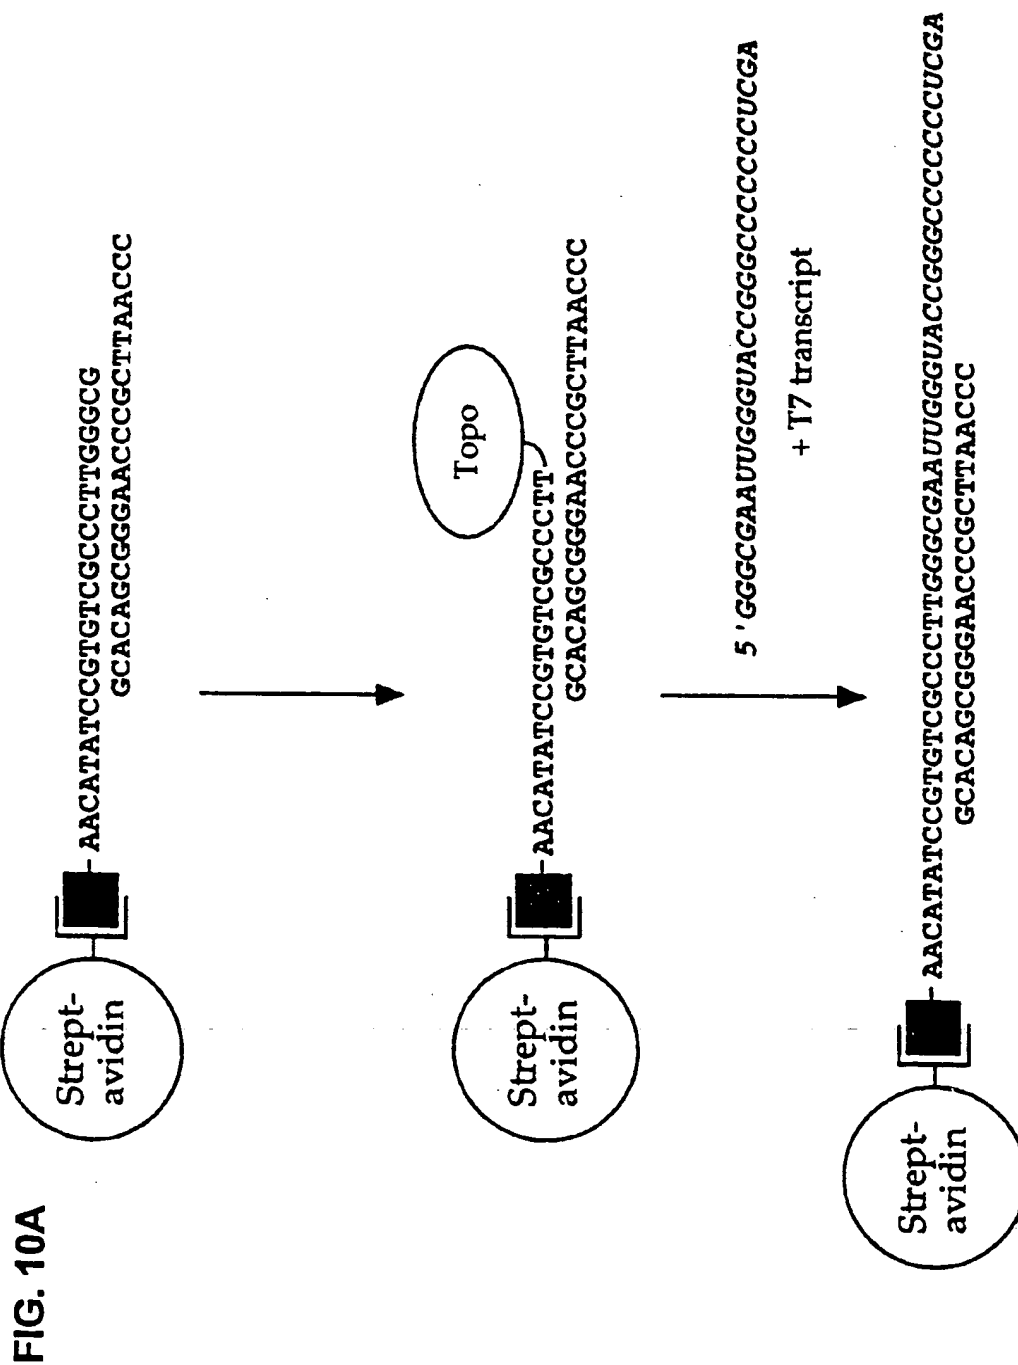 FIG. 10A
Strept-
avidin
AACATATCCGTGTCGCCCTTGGGCG
GCACAGCGGGAACCCGCTTAACCC
Topo
Strept-
avidin
AACATATCCGTGTCGCCCTT
GCACAGCGGGAACCCGCTTAACCC
5'GGGCGAAUUGGGUACCGGGCCCCCCCUCGA
+ T7 transcript
Strept-
avidin
AACATATCCGTGTCGCCCTTGGGCGAAUUGGGUACCGGGCCCCCCCUCGA
GCACAGCGGGAACCCGCTTAACCC